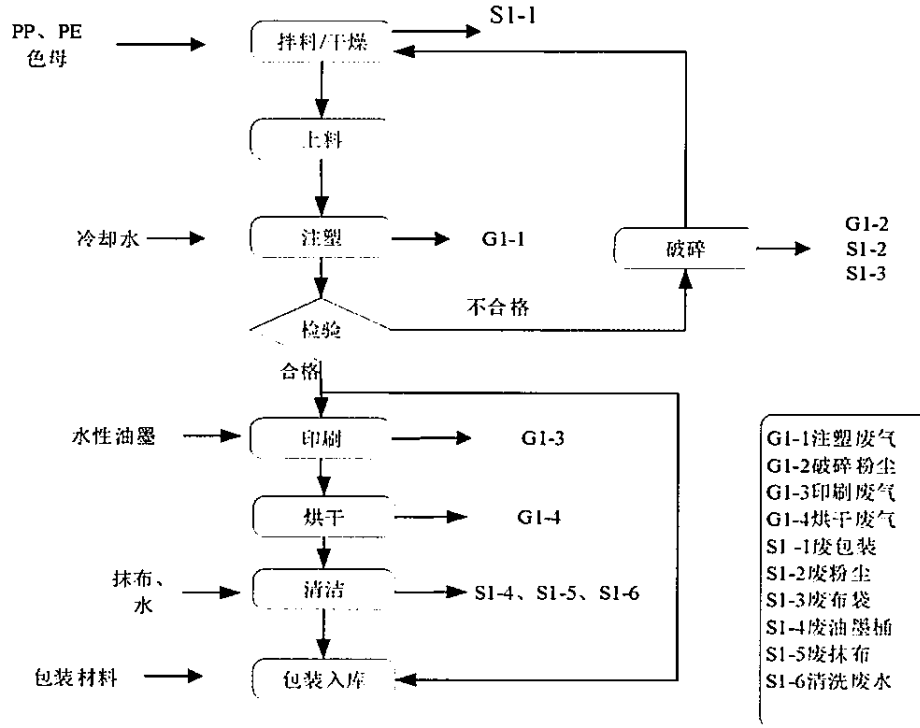 S1-1
PP、PE
色母
拌料/干燥
上料
冷却水
注塑
G1-1
破碎
G1-2
S1-2
S1-3
不合格
检验
合格
水性油墨
印刷
G1-3
烘干
G1-4
抹布、
水
清洁
S1-4、S1-5、S1-6
包装材料
包装入库
G1-1注塑废气
G1-2破碎粉尘
G1-3印刷废气
G1-4烘干废气
S1-1废包装
S1-2废粉尘
S1-3废布袋
S1-4废油墨桶
S1-5废抹布
S1-6清洗废水